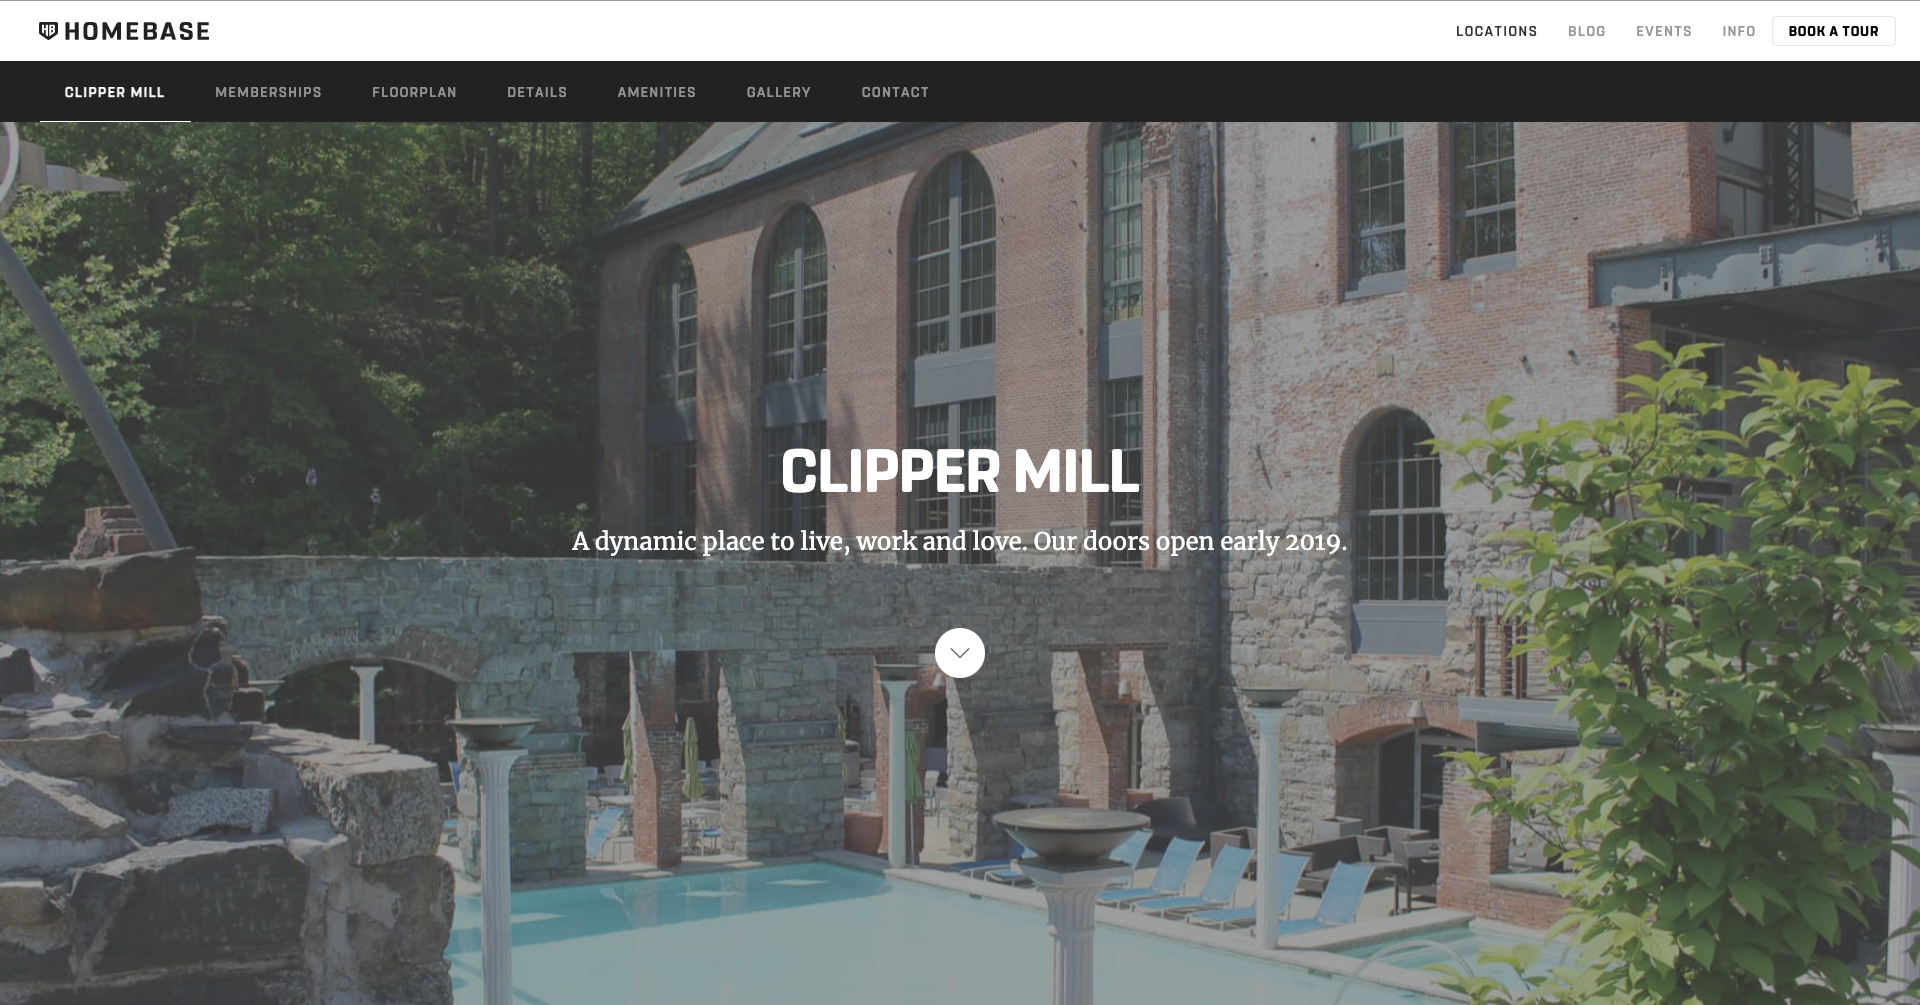 HB HOMEBASE
LOCATIONS BLOG EVENTS INFO BOOK A TOUR
CLIPPER MILL MEMBERSHIPS FLOORPLAN DETAILS AMENITIES GALLERY CONTACT
CLIPPER MILL
A dynamic place to live, work and love. Our doors open early 2019.